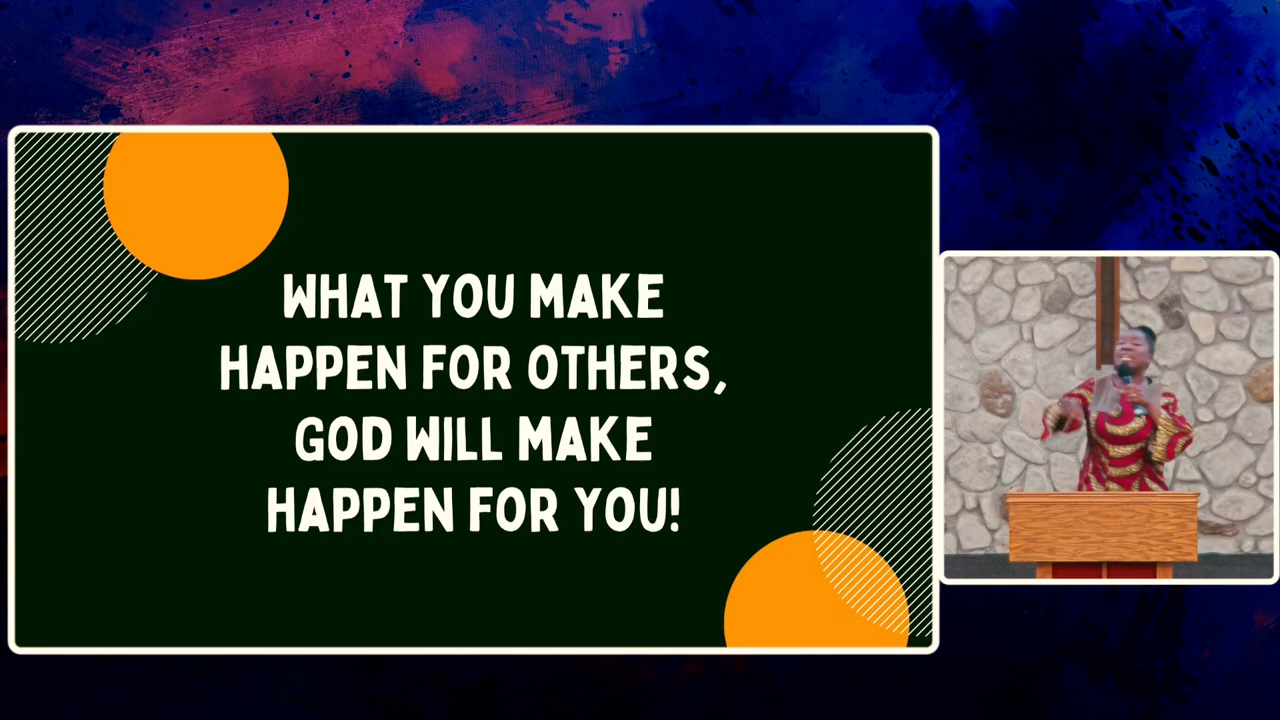 WHAT YOU MAKE
HAPPEN FOR OTHERS,
GOD WILL MAKE
HAPPEN FOR YOU!